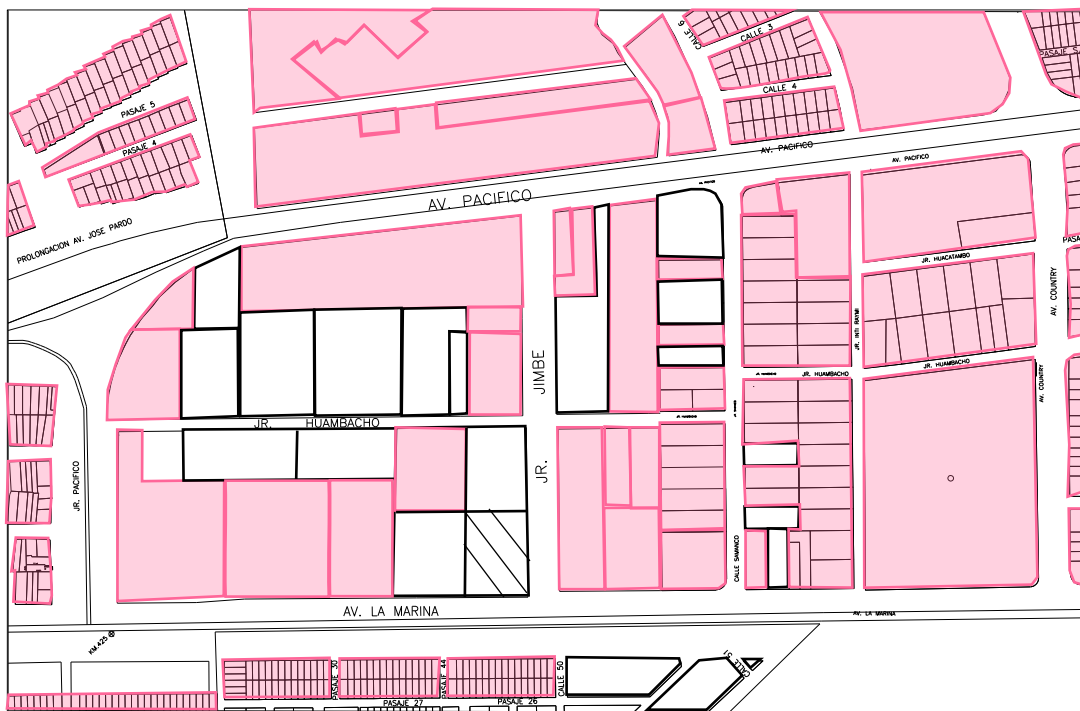 CALLE 6
CALLE 3
PASAJE 5
CALLE 4
PASAJE 5
PASAJE 4
AV. PACIFICO
AV. PACIFICO
AV. PACIFICO
PROLONGACION AV. JOSE PARDO
JR. HUACATAMBO
AV. COUNTRY
JR. INTI RAYMI
JIMBE
JR.
JR. HUAMBACHO
JR. HUAMBACHO
AV. COUNTRY
JR. HUAMBACHO
JR. PACIFICO
CALLE SAMANCO
AV. LA MARINA
AV. LA MARINA
KM.425
PASAJE 30
PASAJE 44
CALLE 50
CALLE 51
PASAJE 27
PASAJE 26